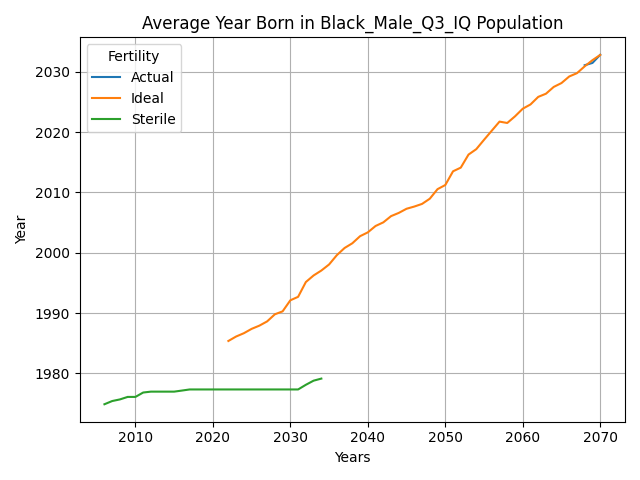 Average Year Born in Black_Male_Q3_IQ Population
Fertility
Actual
Ideal
Sterile
Year
2030
2020
2010
2000
1990
1980
2010
2020
2030
2040
2050
2060
2070
Years